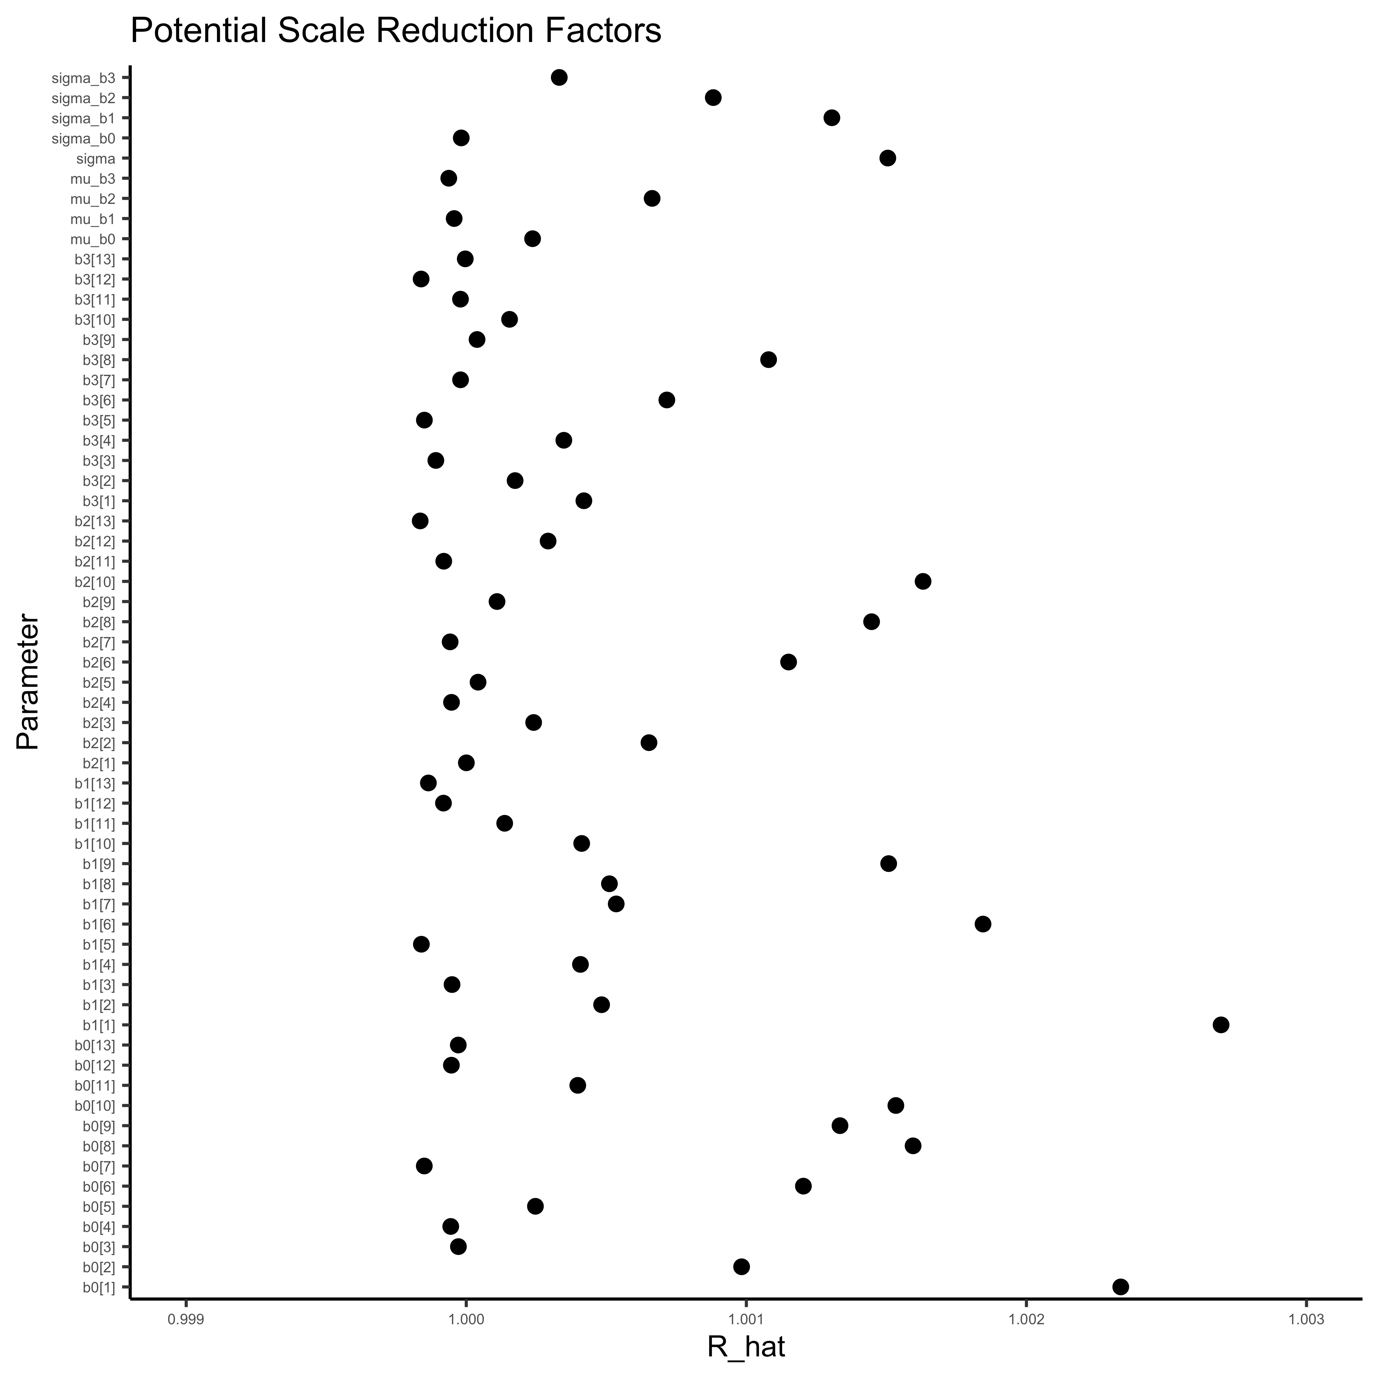 Potential Scale Reduction Factors
sigma_b3
sigma_b2
sigma_b1
sigma_b0
sigma
mu_b3
mu_b2
mu_b1
mu_b0
b3[13]
b3[12]
b3[11]
b3[10]
b3[9]
b3[8]
b3[7]
b3[6]
b3[5]
b3[4]
b3[3]
b3[2]
b3[1]
b2[13]
b2[12]
b2[11]
b2[10]
b2[9]
b2[8]
b2[7]
b2[6]
b2[5]
b2[4]
b2[3]
b2[2]
b2[1]
b1[13]
b1[12]
b1[11]
b1[10]
b1[9]
b1[8]
b1[7]
b1[6]
b1[5]
b1[4]
b1[3]
b1[2]
b1[1]
b0[13]
b0[12]
b0[11]
b0[10]
b0[9]
b0[8]
b0[7]
b0[6]
b0[5]
b0[4]
b0[3]
b0[2]
b0[1]
Parameter
0.999 1.000 1.001 1.002 1.003
R_hat